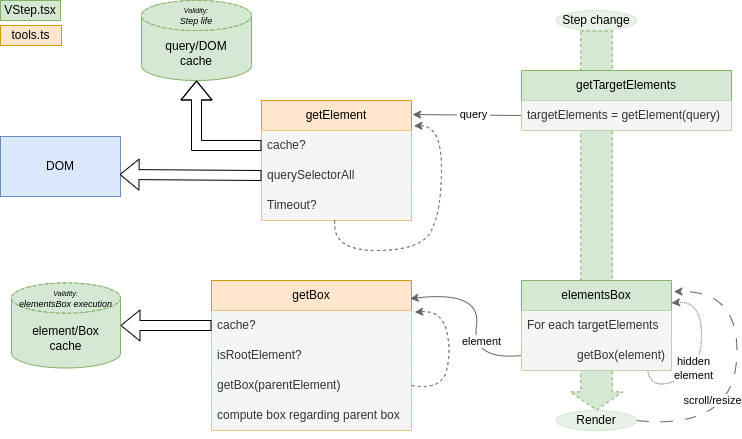 VStep.tsx
tools.ts
Validity:
Step life
query/DOM
cache
Step change
getTargetElements
targetElements = getElement(query)
query
getElement
cache?
querySelectorAll
Timeout?
DOM
Validity:
elementsBox execution
element/Box
cache
getBox
cache?
isRootElement?
getBox(parentElement)
compute box regarding parent box
element
elementsBox
For each targetElements
getBox(element)
hidden
element
scroll/resize
Render